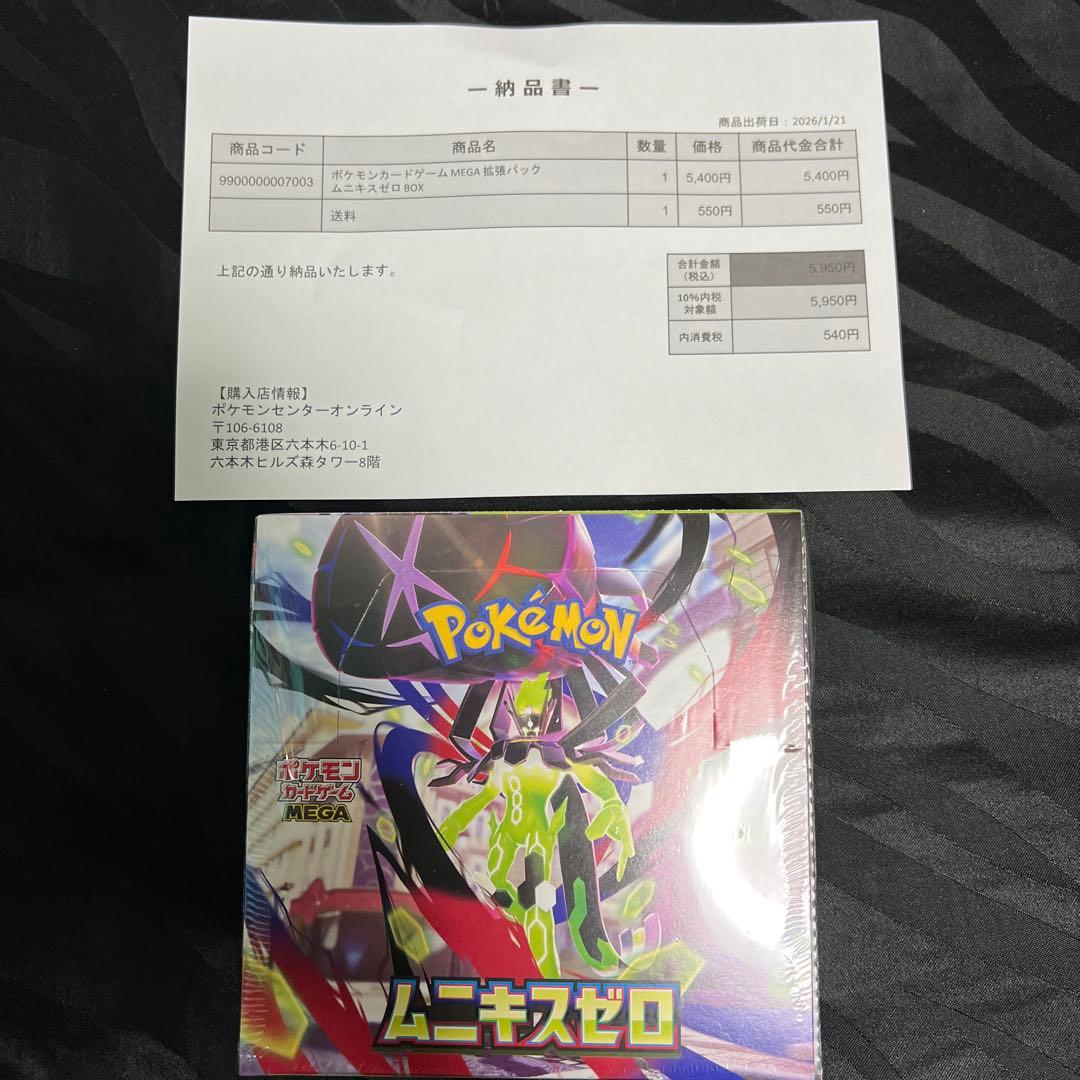 ー納品書ー
商品出荷日：2026/1/21
商品コード 商品名 数量 価格 商品代金合計
9900000007003 ポケモンカードゲーム MEGA 拡張パック 1 5,400円 5,400円
ムニキスゼロ BOX
送料 1 550円 550円
上記の通り納品いたします。
合計金額 5,950円
（税込）
10%内税 5,950円
対象額
内消費税 540円
【購入店情報】
ポケモンセンターオンライン
〒106-6108
東京都港区六本木6-10-1
六本木ヒルズ森タワー8階
POKéMON
ポケモン
カードゲーム
MEGA
ムニキスゼロ